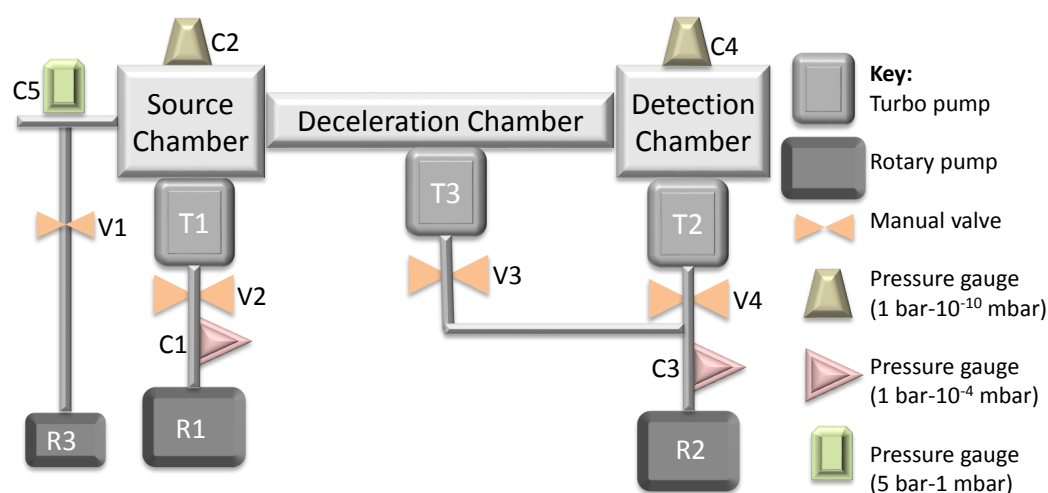 C2
C4
C5
Source
Chamber
Deceleration Chamber
Detection
Chamber
Key:
Turbo pump
Rotary pump
T1
T3
T2
V1
Manual valve
V2
V3
V4
Pressure gauge
(1 bar-10⁻¹⁰ mbar)
C1
C3
Pressure gauge
(1 bar-10⁻⁴ mbar)
R3
R1
R2
Pressure gauge
(5 bar-1 mbar)